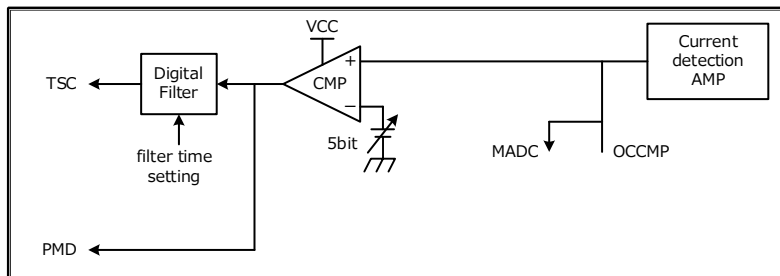 VCC
Current
detection
AMP
Digital
Filter
TSC
+
CMP
−
5bit
filter time
setting
MADC
OCCMP
PMD